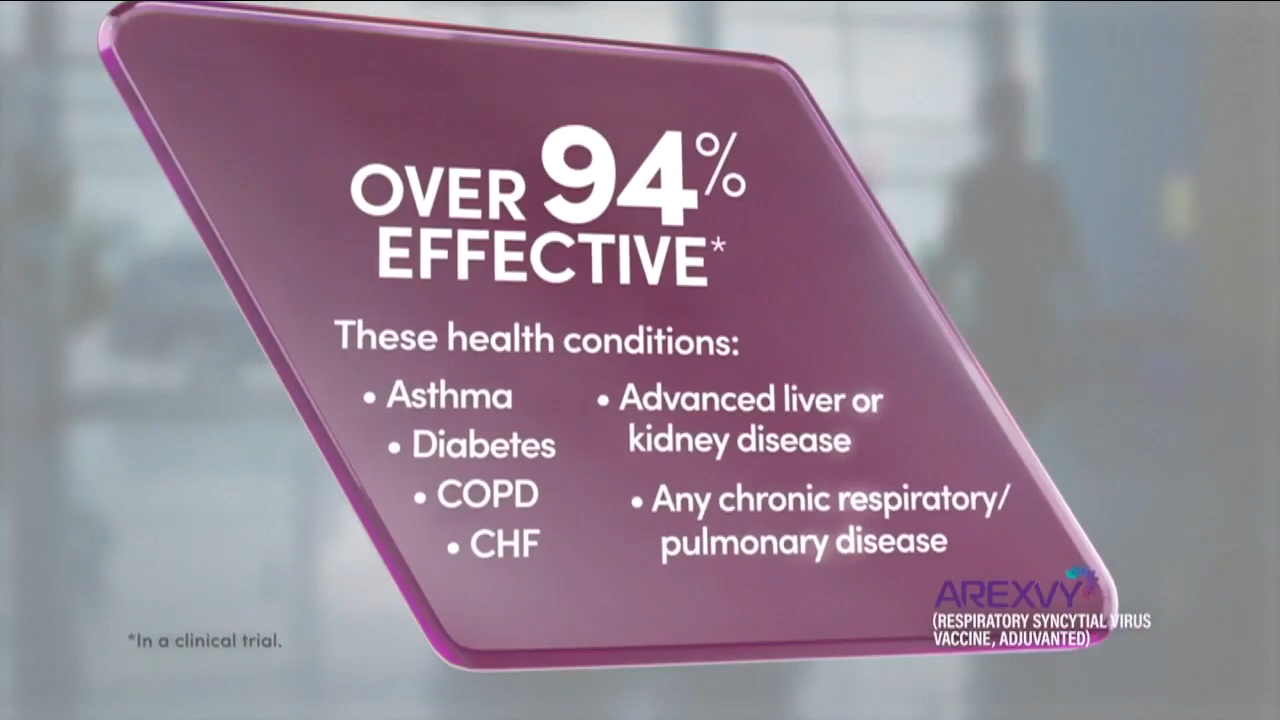 OVER 94%
EFFECTIVE*
These health conditions:
• Asthma
• Diabetes
• COPD
• CHF
• Advanced liver or
kidney disease
• Any chronic respiratory/
pulmonary disease
AREXVY
(RESPIRATORY SYNCYTIAL VIRUS
VACCINE, ADJUVANTED)
*In a clinical trial.